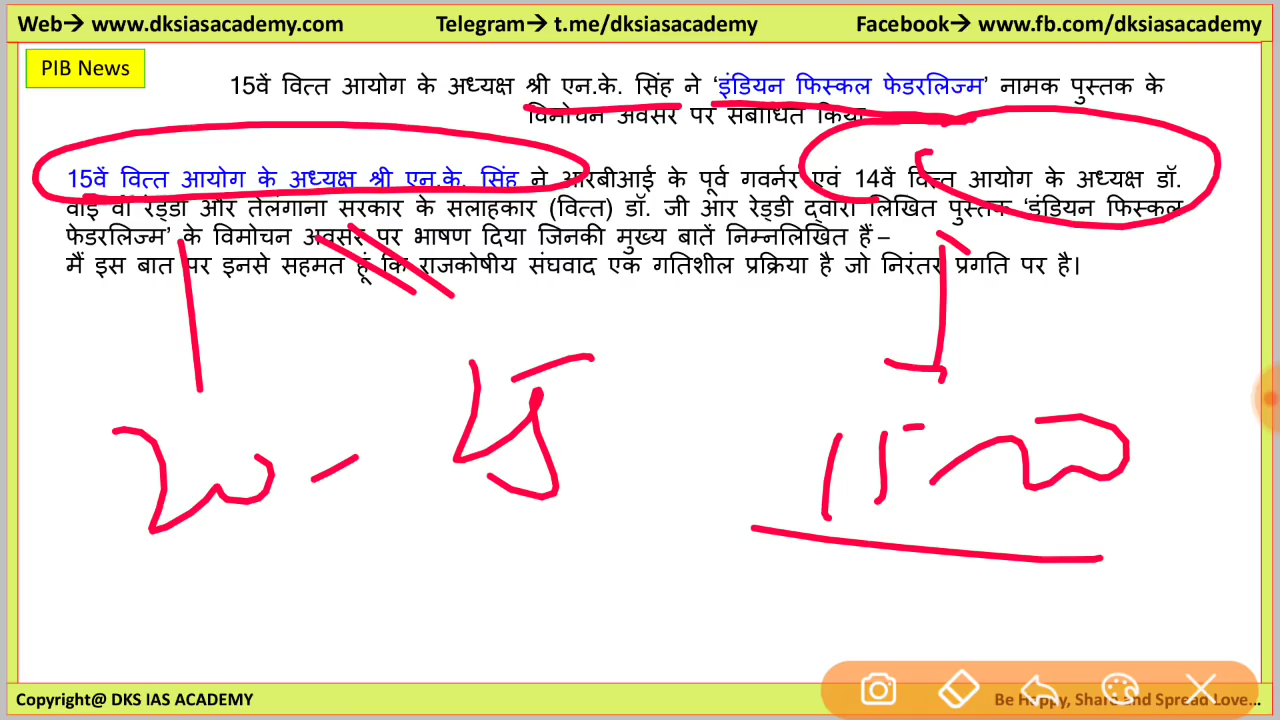 Web→ www.dksiasacademy.com Telegram→ t.me/dksiasacademy Facebook→ www.fb.com/dksiasacademy
PIB News
15वें वित्त आयोग के अध्यक्ष श्री एन.के. सिंह ने ‘इंडियन फिस्कल फेडरलिज्म’ नामक पुस्तक के
विमोचन अवसर पर संबोधित किया
15वें वित्त आयोग के अध्यक्ष श्री एन.के. सिंह ने आरबीआई के पूर्व गवर्नर एवं 14वें वित्त आयोग के अध्यक्ष डॉ.
वाई वी रेड्डी और तेलंगाना सरकार के सलाहकार (वित्त) डॉ. जी आर रेड्डी द्वारा लिखित पुस्तक ‘इंडियन फिस्कल
फेडरलिज्म’ के विमोचन अवसर पर भाषण दिया जिनकी मुख्य बातें निम्नलिखित हैं –
मैं इस बात पर इनसे सहमत हूं कि राजकोषीय संघवाद एक गतिशील प्रक्रिया है जो निरंतर प्रगति पर है।
Copyright@ DKS IAS ACADEMY
Be Happy, Share and Spread Love...